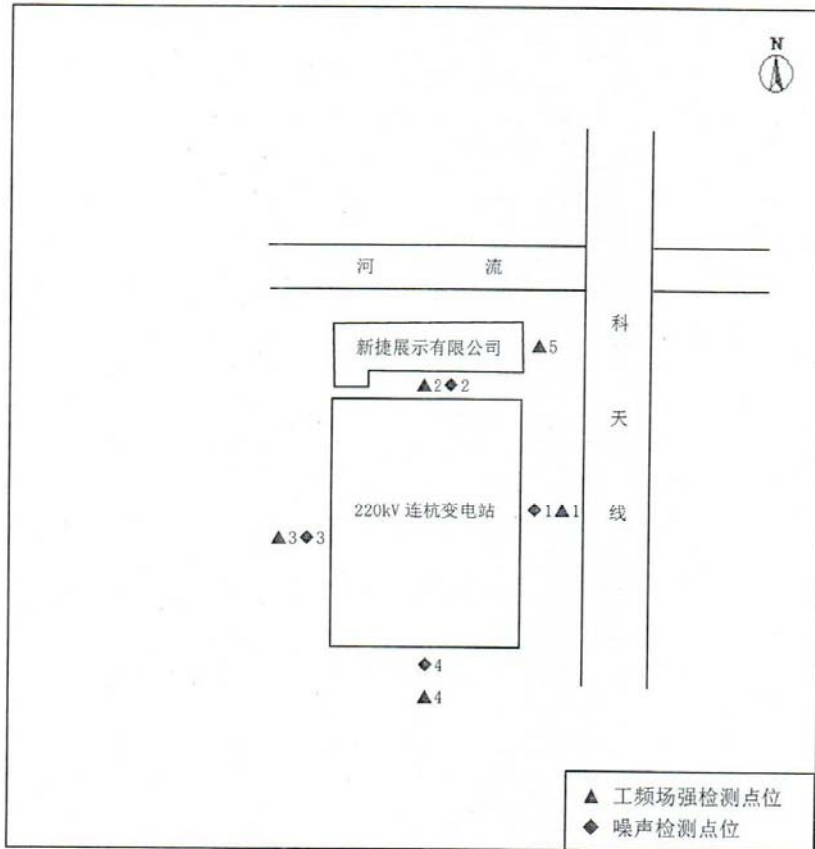 N
河 流
科
新捷展示有限公司
▲5
▲2◆2
天
220kV 连杭变电站
◆1▲1
线
▲3◆3
◆4
▲4
▲ 工频场强检测点位
◆ 噪声检测点位